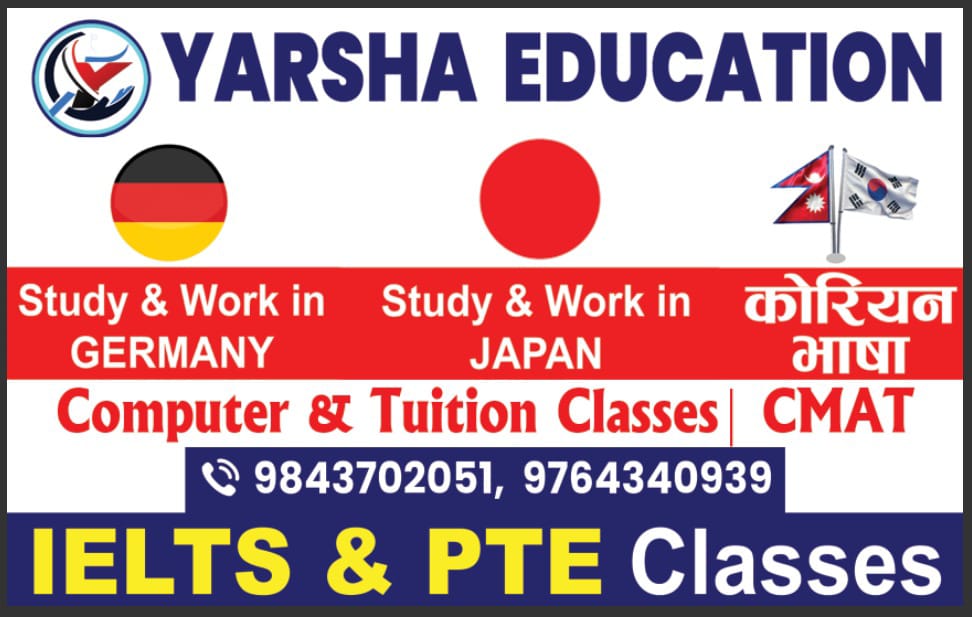 YARSHA EDUCATION
Study & Work in
GERMANY
Study & Work in
JAPAN
कोरियन
भाषा
Computer & Tuition Classes| CMAT
9843702051, 9764340939
IELTS & PTE Classes